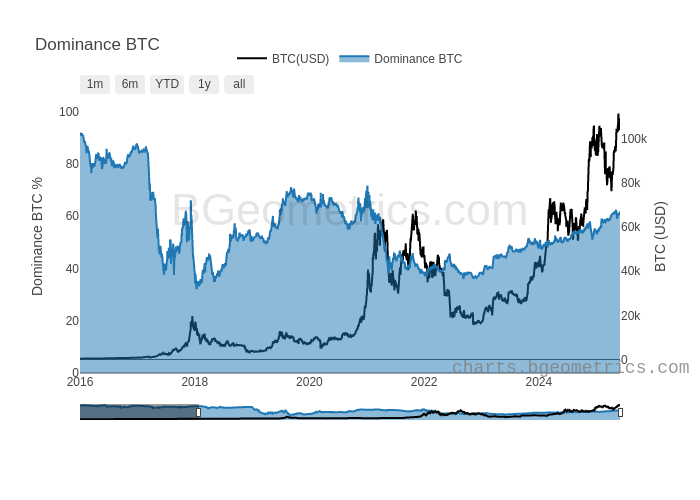 Dominance BTC
BTC(USD) Dominance BTC
1m 6m YTD 1y all
100
80
60
40
20
0
Dominance BTC %
BGeometrics.com
100k
80k
60k
40k
20k
0
BTC (USD)
charts.bgeometrics.com
2016 2018 2020 2022 2024